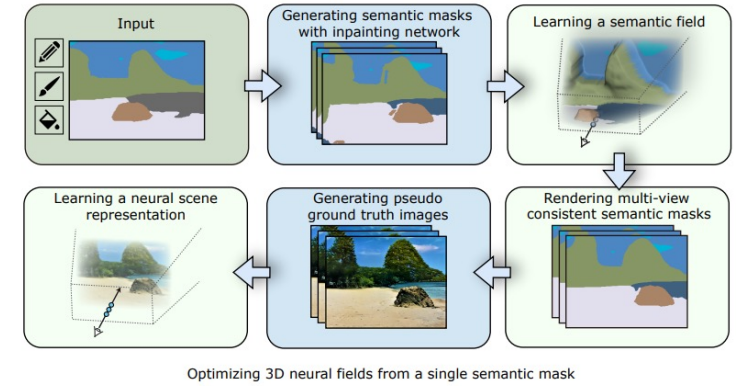 Input
Generating semantic masks
with inpainting network
Learning a semantic field
Learning a neural scene
representation
Generating pseudo
ground truth images
Rendering multi-view
consistent semantic masks
Optimizing 3D neural fields from a single semantic mask